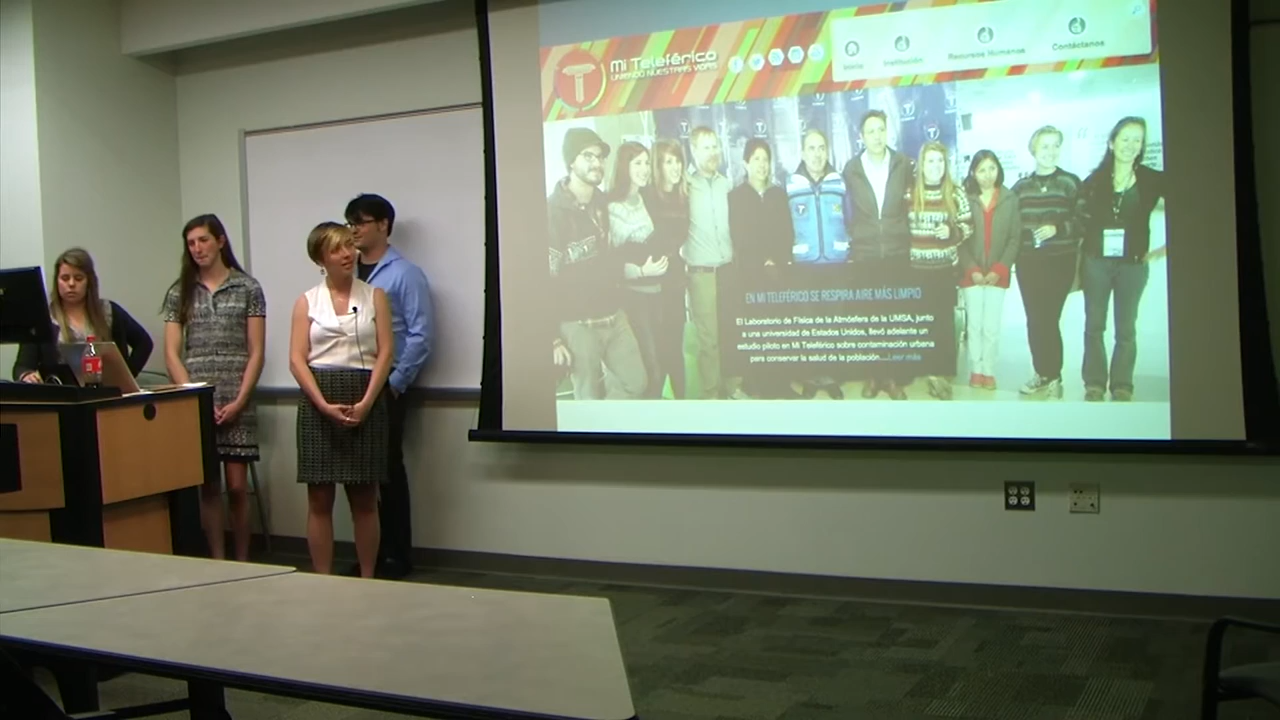 Mi Teleférico
UNIENDO NUESTRAS VIDAS
Inicio
Institución
Recursos Humanos
Contáctanos
EN MI TELEFÉRICO SE RESPIRA AIRE MÁS LIMPIO
El Laboratorio de Física de la Atmósfera de la UMSA, junto
a una universidad de Estados Unidos, llevó adelante un
estudio piloto en Mi Teleférico sobre contaminación urbana
para conservar la salud de la población....Leer más